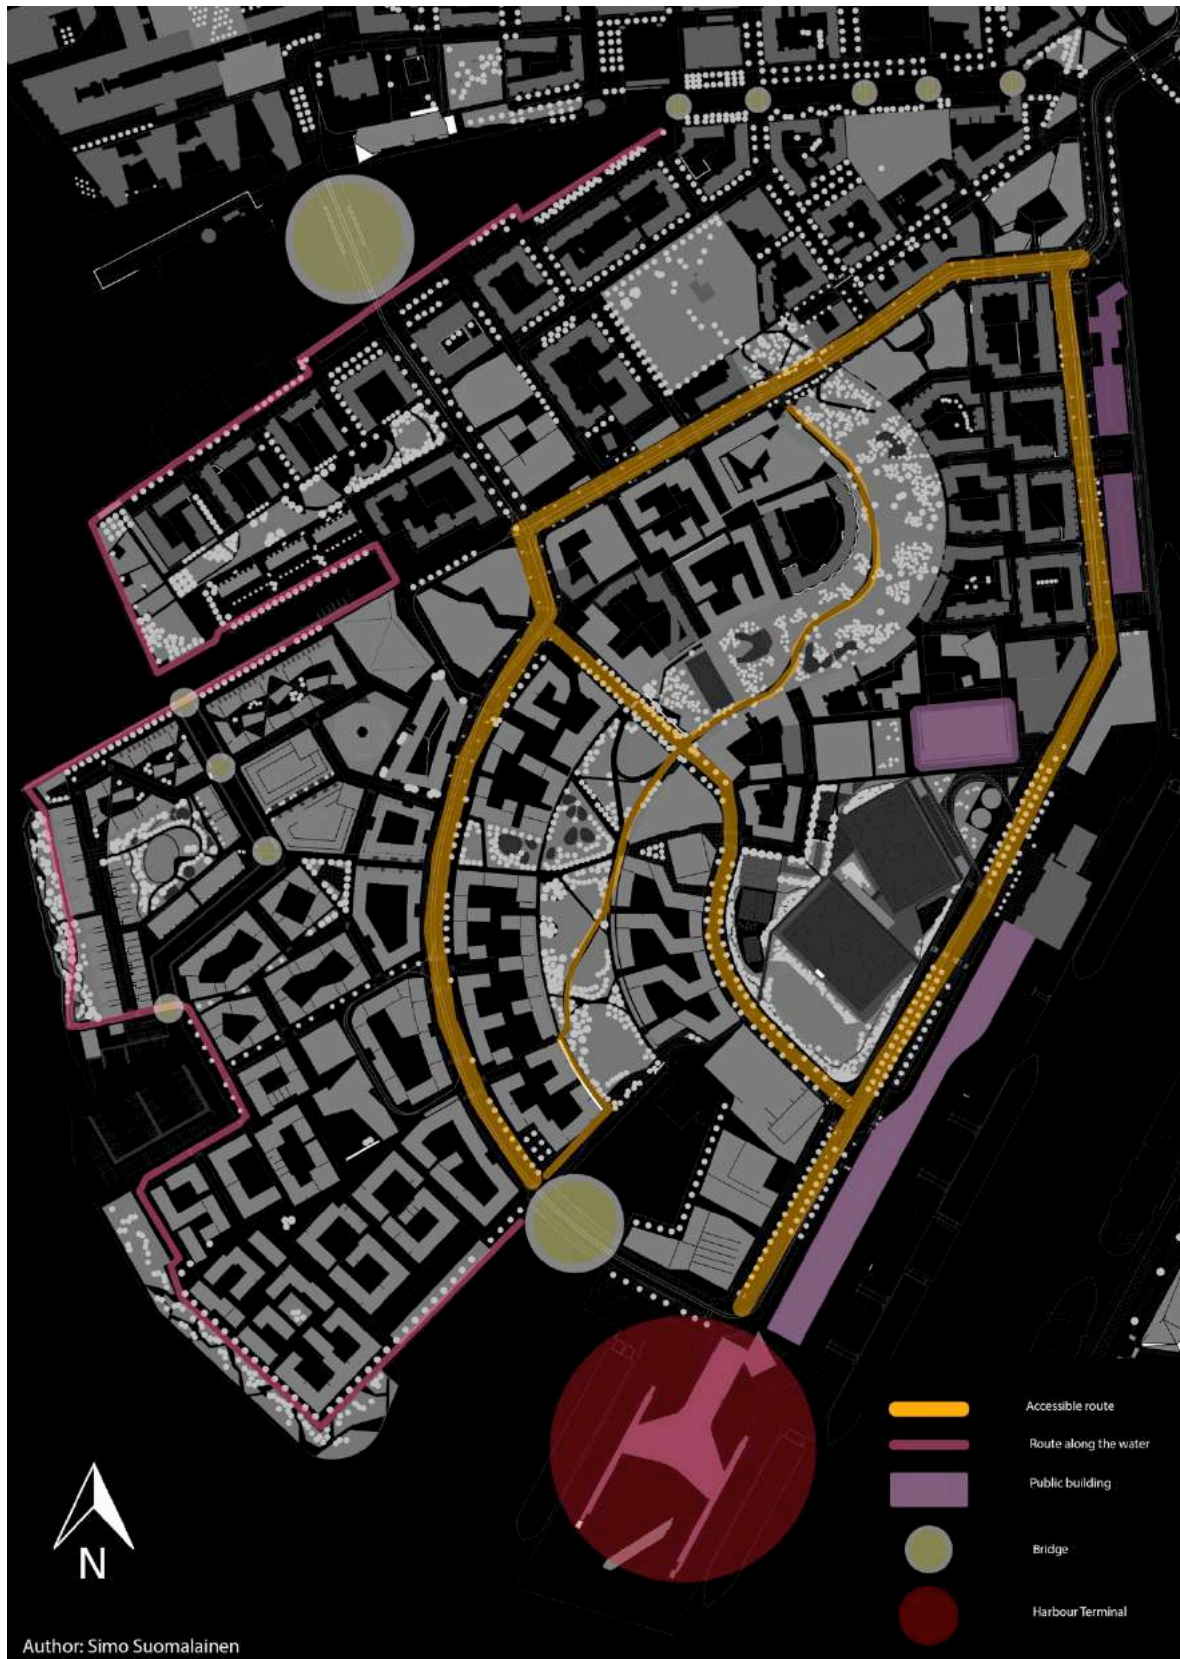 Accessible route
Route along the water
Public building
Bridge
Harbour Terminal
N
Author: Simo Suomalainen